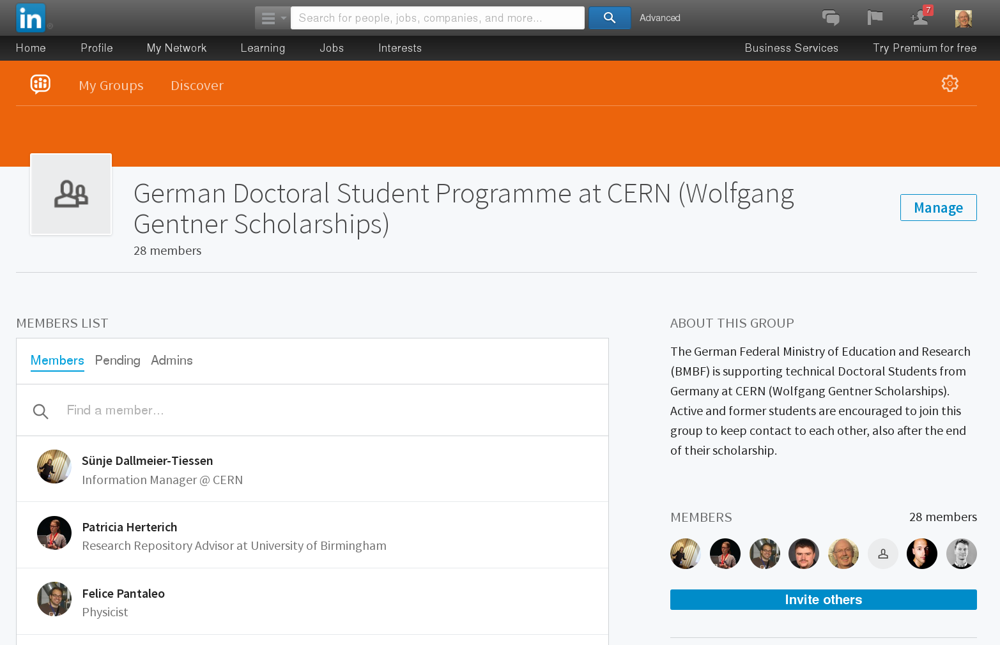 in
Search for people, jobs, companies, and more...
Advanced
7
Home Profile My Network Learning Jobs Interests Business Services Try Premium for free
My Groups Discover
German Doctoral Student Programme at CERN (Wolfgang
Gentner Scholarships)
28 members
Manage
MEMBERS LIST
Members Pending Admins
Find a member...
Sünje Dallmeier-Tiessen
Information Manager @ CERN
Patricia Herterich
Research Repository Advisor at University of Birmingham
Felice Pantaleo
Physicist
ABOUT THIS GROUP
The German Federal Ministry of Education and Research
(BMBF) is supporting technical Doctoral Students from
Germany at CERN (Wolfgang Gentner Scholarships).
Active and former students are encouraged to join this
group to keep contact to each other, also after the end
of their scholarship.
MEMBERS 28 members
Invite others